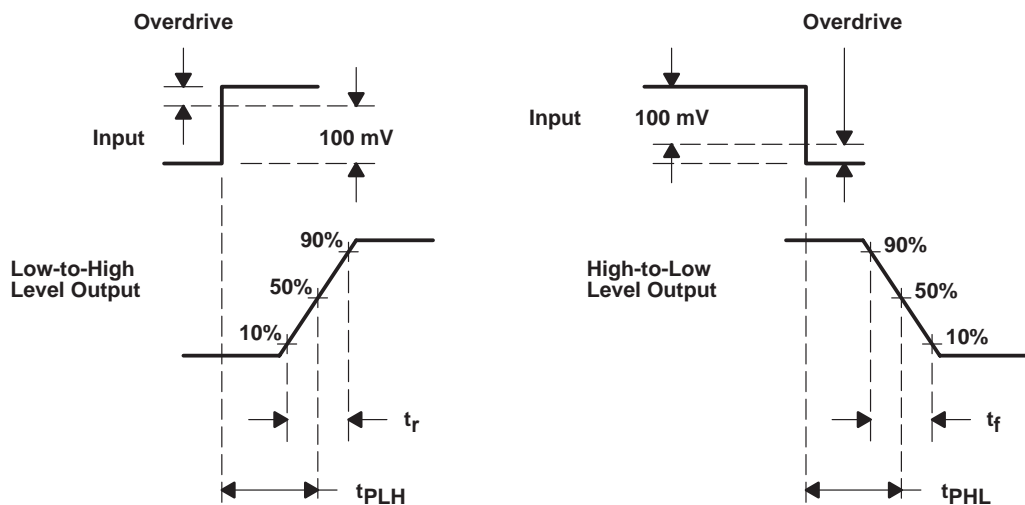 Overdrive
Input
100 mV
Low-to-High
Level Output
90%
50%
10%
tr
tPLH
Overdrive
Input
100 mV
High-to-Low
Level Output
90%
50%
10%
tf
tPHL